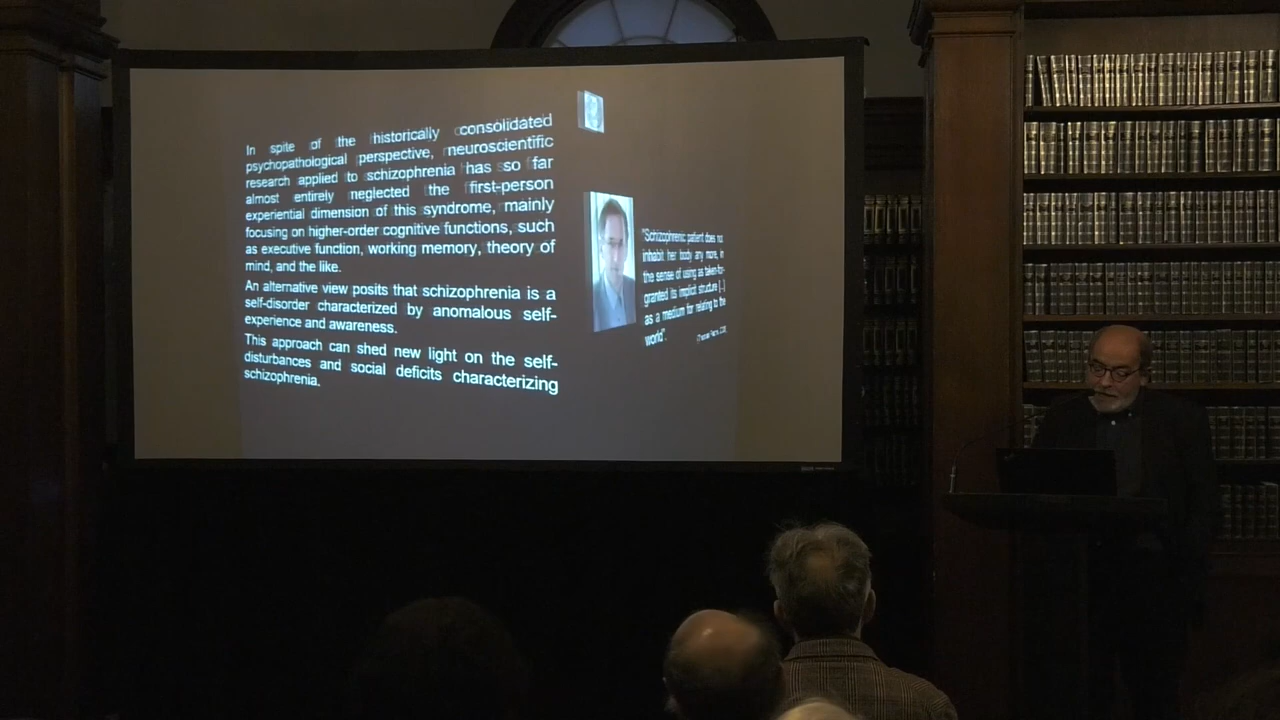 In spite of the historically consolidated
psychopathological perspective, neuroscientific
research applied to schizophrenia has so far
almost entirely neglected the first-person
experiential dimension of this syndrome, mainly
focusing on higher-order cognitive functions, such
as executive function, working memory, theory of
mind, and the like.
An alternative view posits that schizophrenia is a
self-disorder characterized by anomalous self-
experience and awareness.
This approach can shed new light on the self-
disturbances and social deficits characterizing
schizophrenia.
"Schizophrenic patient does no
inhabit her body any more, in
the sense of using as taken-for-
granted its implicit structure [..]
as a medium for relating to the
world".